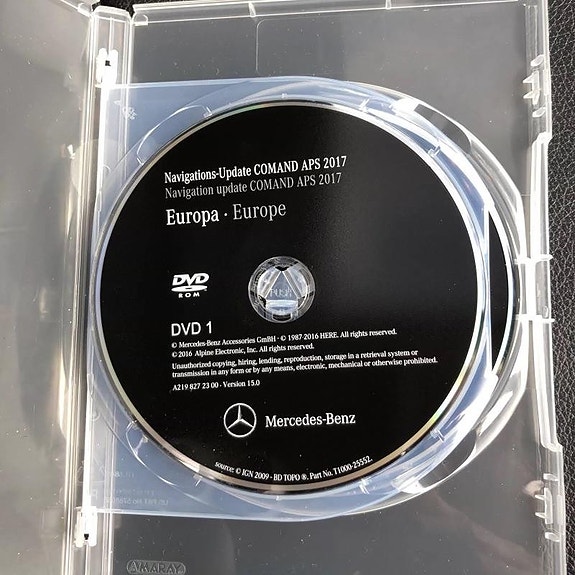 Navigations-Update COMAND APS 2017
Navigation update COMAND APS 2017
Europa · Europe
PUSH
DVD
ROM
DVD 1
© Mercedes-Benz Accessories GmbH · © 1987-2016 HERE. All rights reserved.
© 2016 Alpine Electronic, Inc. All rights reserved.
Unauthorized copying, hiring, lending, reproduction, storage in a retrieval system or
transmission in any form or by any means, electronic, mechanical or otherwise prohibited.
A219 827 23 00 · Version 15.0
Mercedes-Benz
source: © IGN 2009 - BD TOPO ®. Part No. T1000-25552.
AMARAY